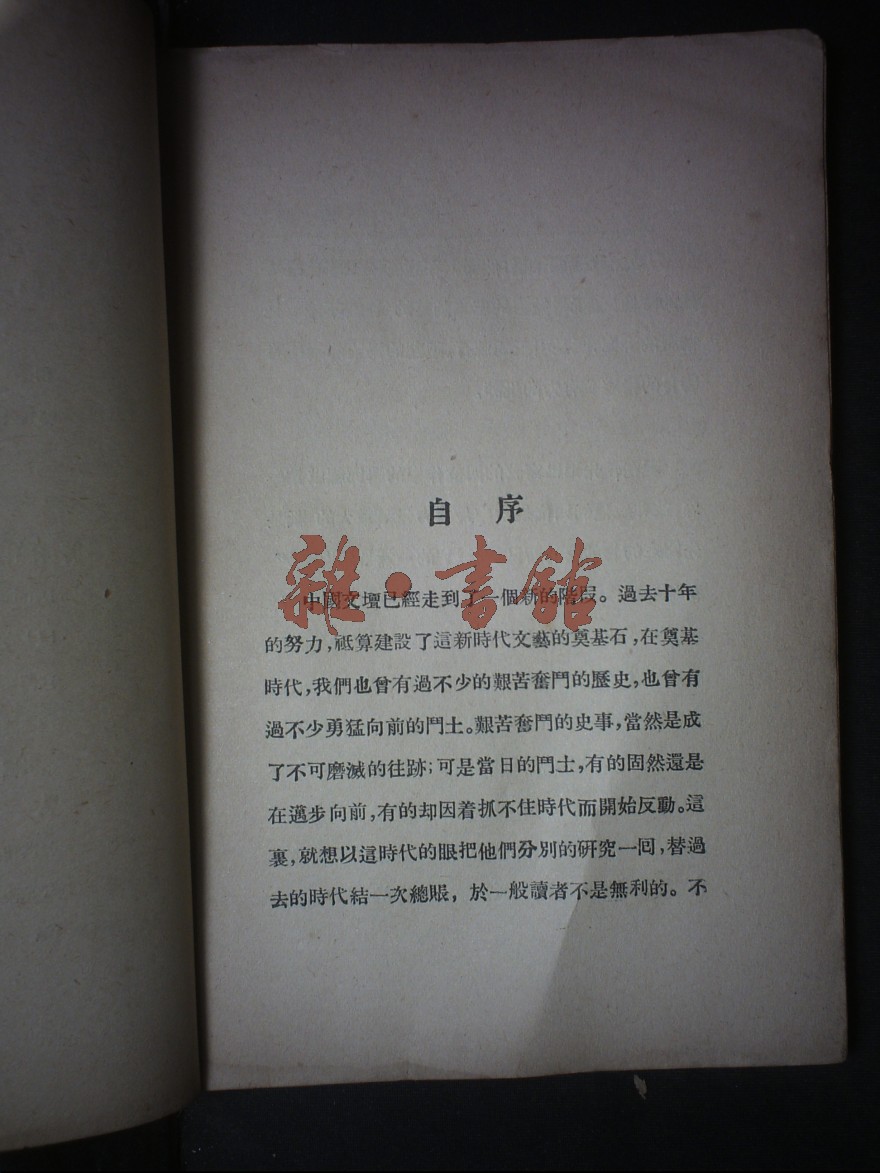 自序
中國文壇已經走到了一個新的階段。過去十年
的努力，祇算建設了這新時代文藝的奠基石，在奠基
時代，我們也曾有過不少的艱苦奮鬥的歷史，也曾有
過不少勇猛向前的鬥士。艱苦奮鬥的史事，當然是成
了不可磨滅的往跡；可是當日的鬥士，有的固然還是
在邁步向前，有的却因着抓不住時代而開始反動。這
裏，就想以這時代的眼把他們分別的研究一回，替過
去的時代結一次總賬，於一般讀者不是無利的。不
雜·書舘